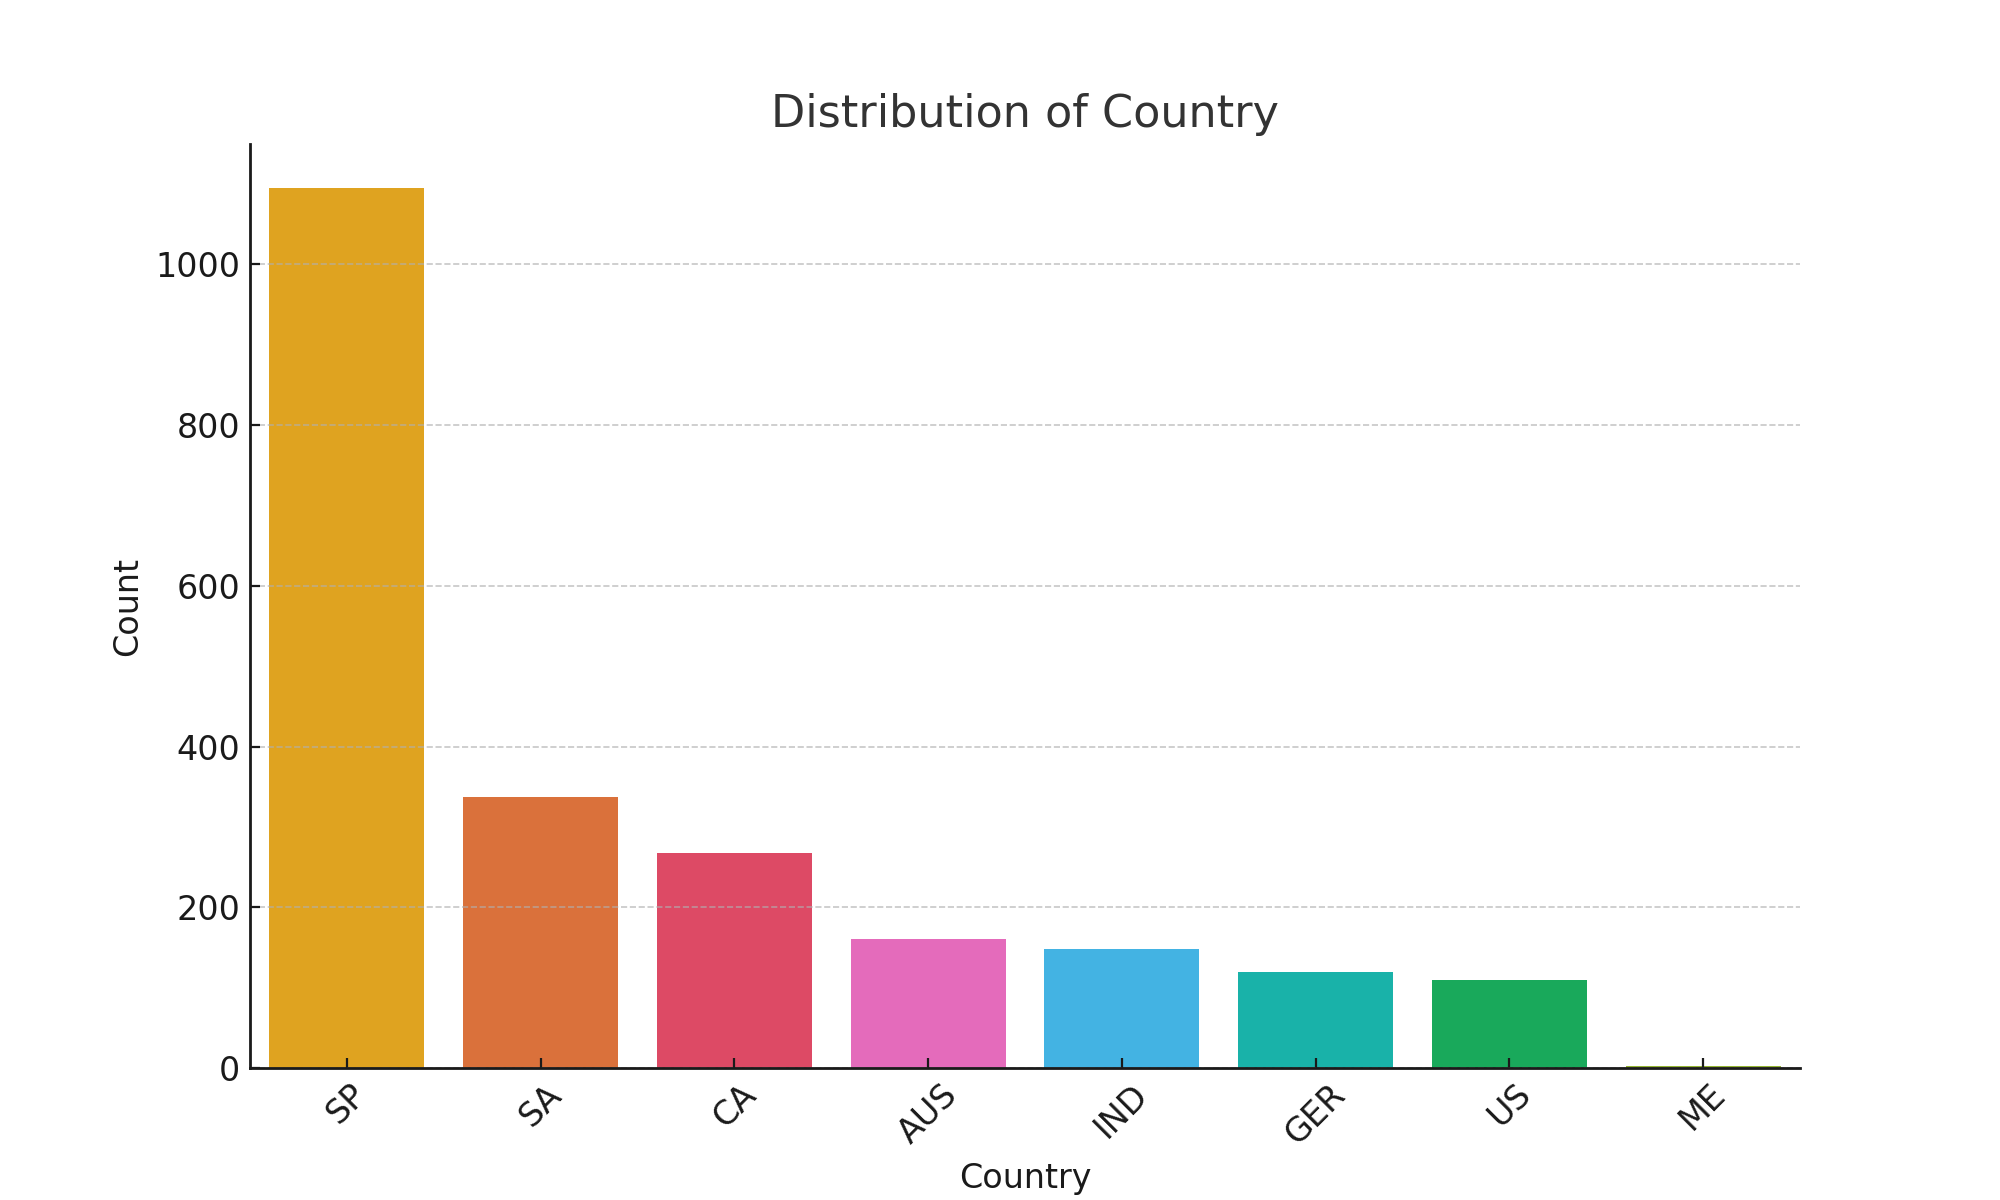 Distribution of Country
Count
1000
800
600
400
200
0
SP
SA
CA
AUS
IND
GER
US
ME
Country